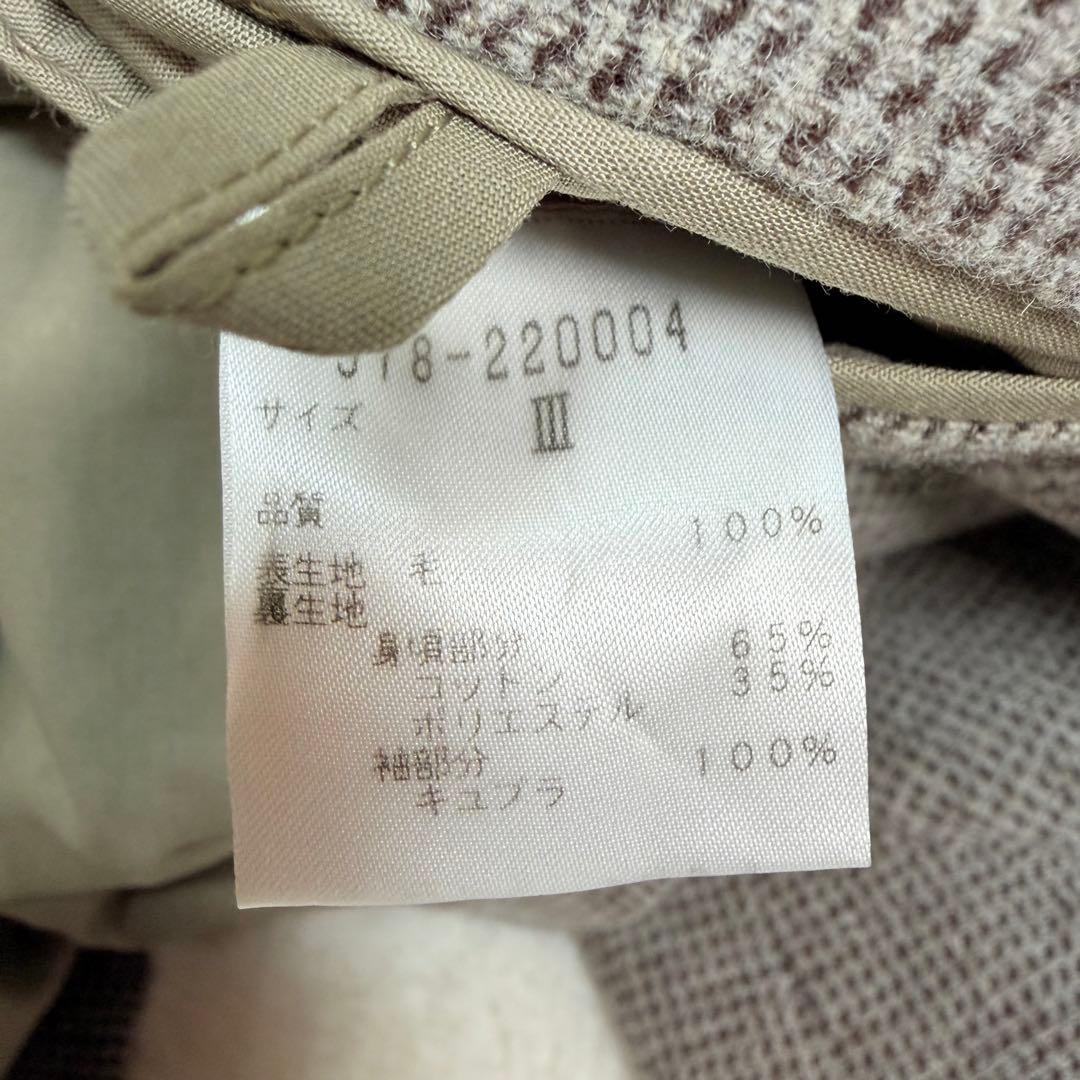 578-220004
サイズ Ⅲ
品質
表生地 毛 100%
裏生地
身頃部分
コットン 65%
ポリエステル 35%
袖部分
キュプラ 100%